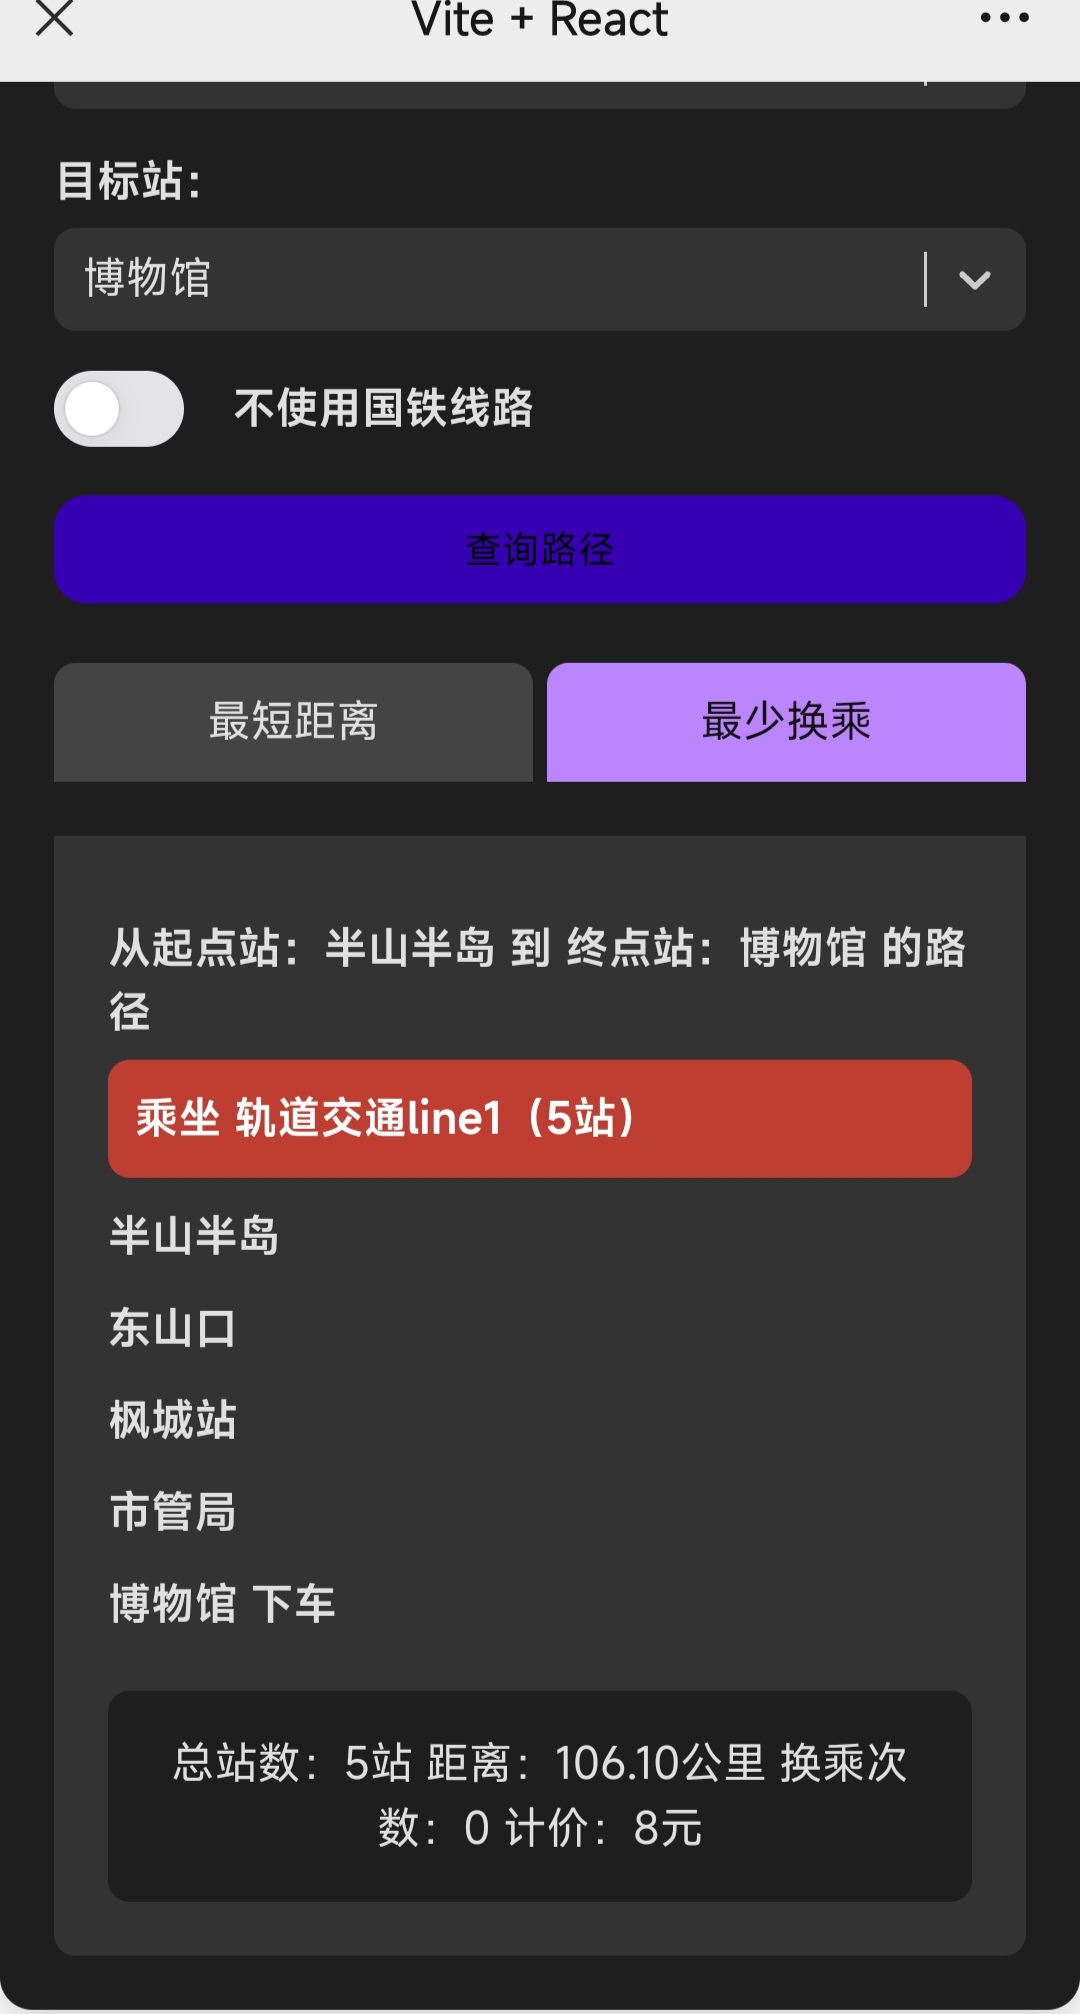 Vite + React
目标站：
博物馆
不使用国铁线路
查询路径
最短距离
最少换乘
从起点站：半山半岛 到 终点站：博物馆 的路
径
乘坐 轨道交通line1（5站）
半山半岛
东山口
枫城站
市管局
博物馆 下车
总站数：5站 距离：106.10公里 换乘次
数：0 计价：8元